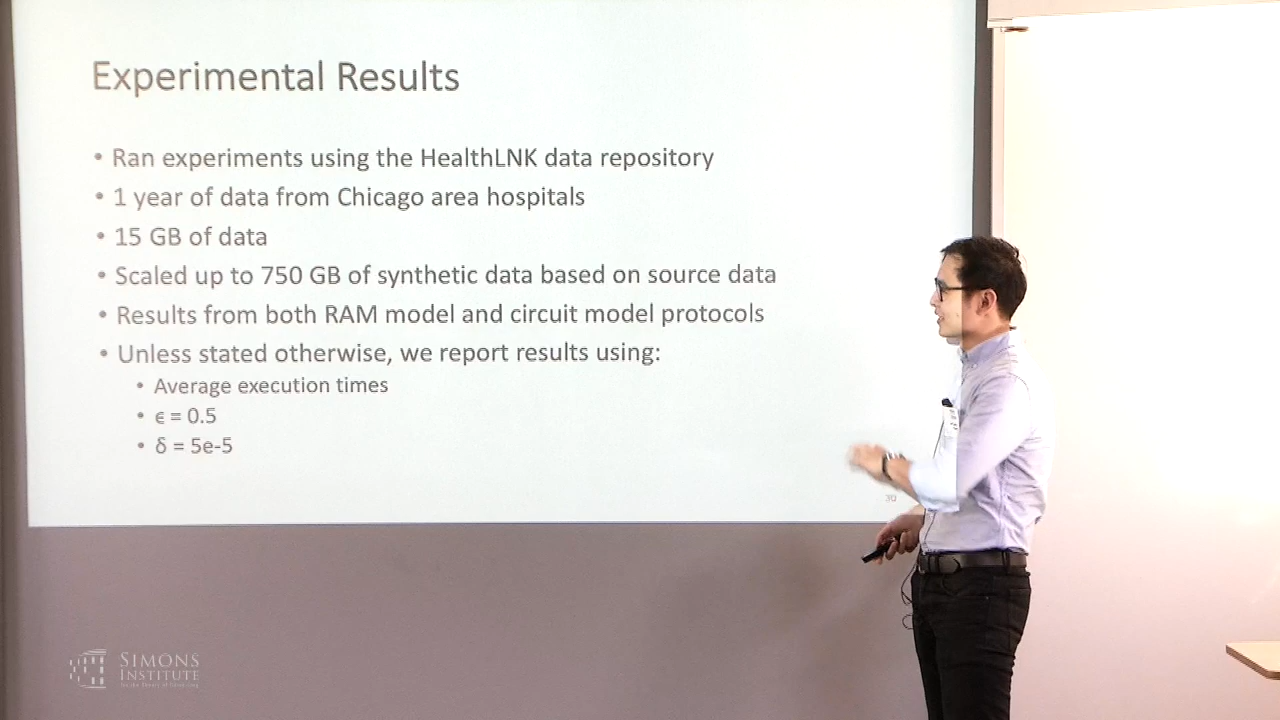 Experimental Results
• Ran experiments using the HealthLNK data repository
• 1 year of data from Chicago area hospitals
• 15 GB of data
• Scaled up to 750 GB of synthetic data based on source data
• Results from both RAM model and circuit model protocols
• Unless stated otherwise, we report results using:
• Average execution times
• ϵ = 0.5
• δ = 5e-5
30
SIMONS
INSTITUTE